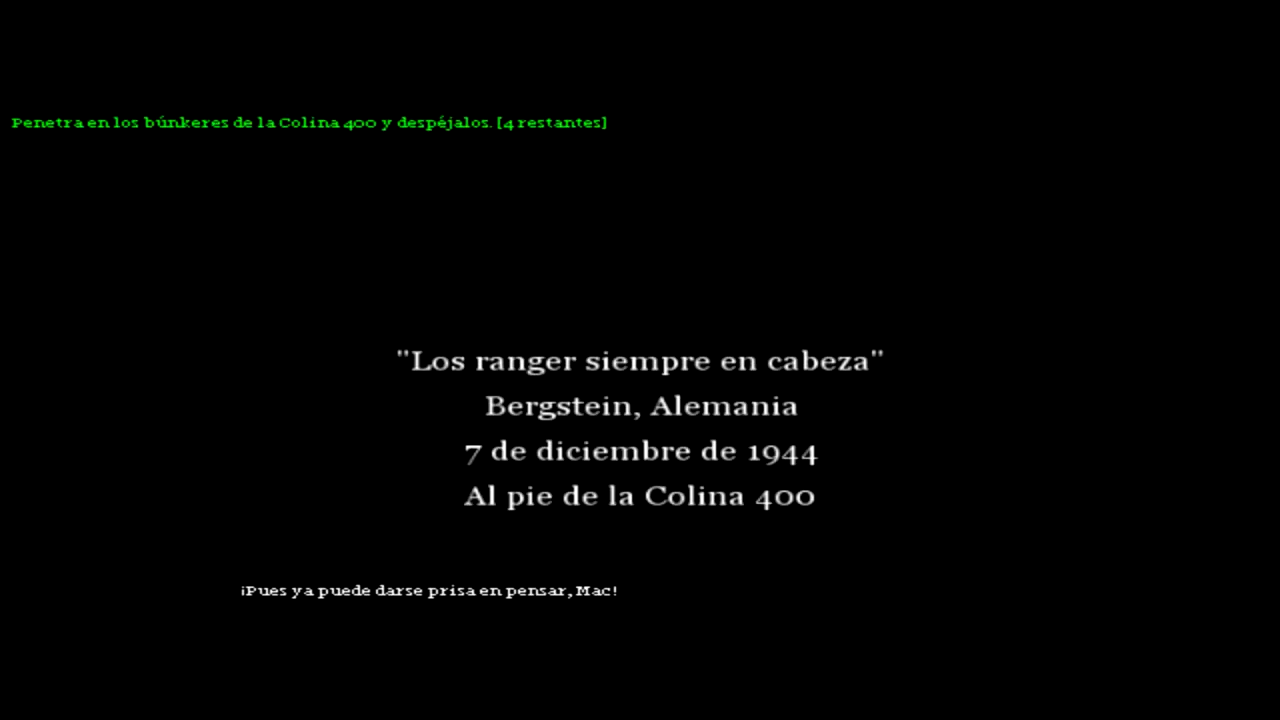 Penetra en los búnkeres de la Colina 400 y despéjalos. [4 restantes]
"Los ranger siempre en cabeza"
Bergstein, Alemania
7 de diciembre de 1944
Al pie de la Colina 400
¡Pues ya puede darse prisa en pensar, Mac!